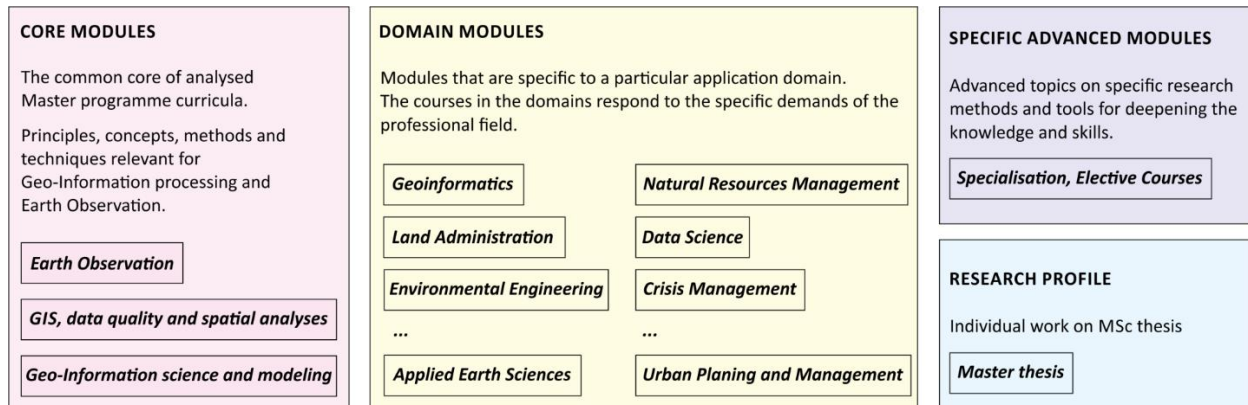 CORE MODULES
The common core of analysed
Master programme curricula.
Principles, concepts, methods and
techniques relevant for
Geo-Information processing and
Earth Observation.
Earth Observation
GIS, data quality and spatial analyses
Geo-Information science and modeling
DOMAIN MODULES
Modules that are specific to a particular application domain.
The courses in the domains respond to the specific demands of the
professional field.
Geoinformatics
Land Administration
Environmental Engineering
...
Applied Earth Sciences
Natural Resources Management
Data Science
Crisis Management
...
Urban Planing and Management
SPECIFIC ADVANCED MODULES
Advanced topics on specific research
methods and tools for deepening the
knowledge and skills.
Specialisation, Elective Courses
RESEARCH PROFILE
Individual work on MSc thesis
Master thesis